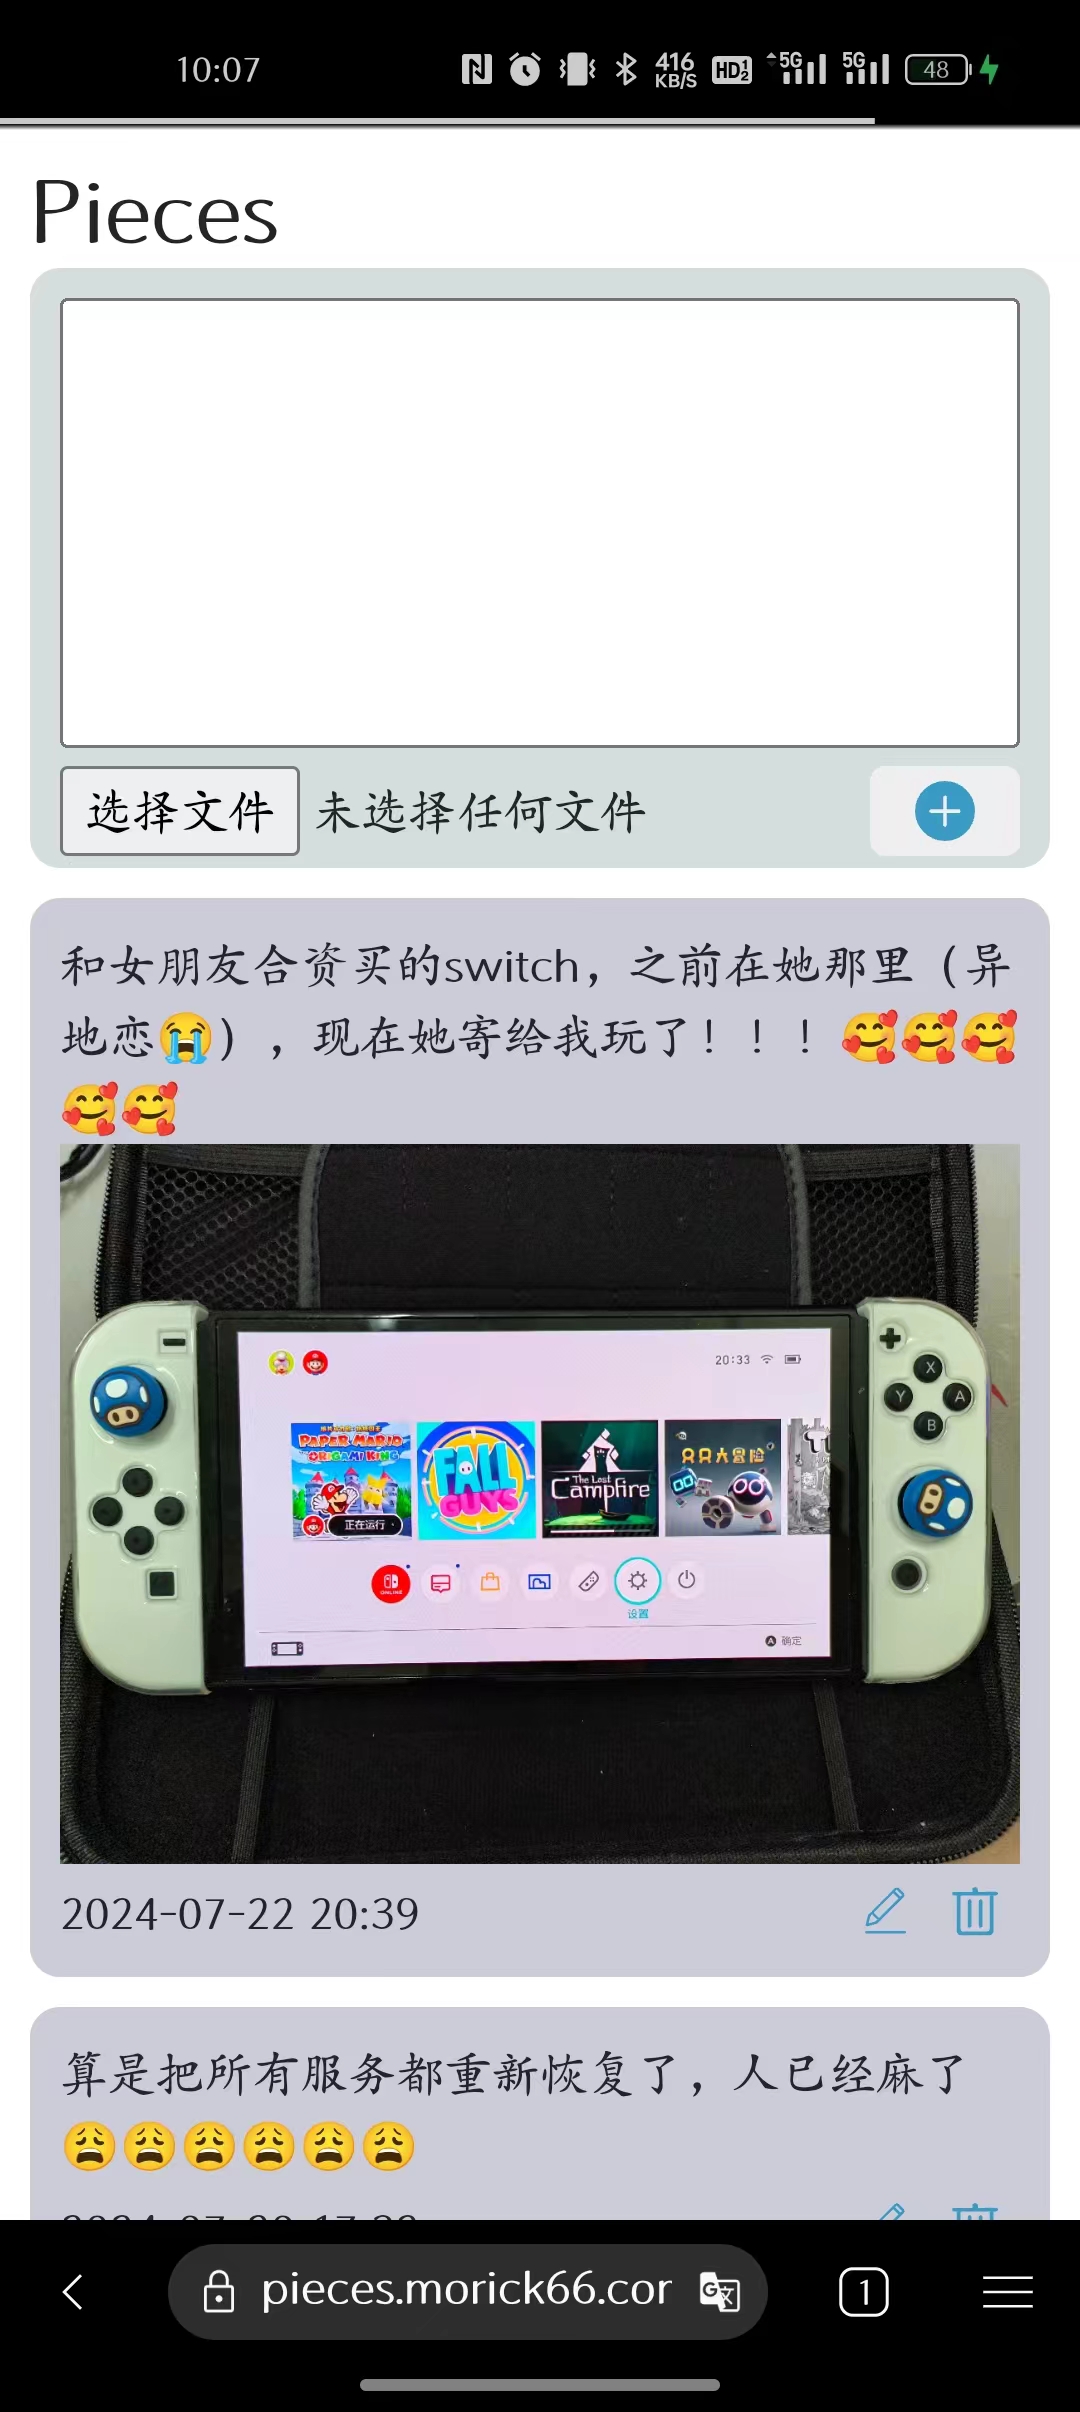 10:07
416 KB/S HD 1 2 5G 5G 48
Pieces
选择文件 未选择任何文件
和女朋友合资买的switch，之前在她那里（异
地恋😭），现在她寄给我玩了！！！🥰🥰🥰
🥰🥰
20:33
X
Y A
B
PAPER MARIO
ORIGAMI KING
正在运行
FALL
GUYS
The Last
Campfire
只只大冒险
ONLINE
设置
A 确定
2024-07-22 20:39
算是把所有服务都重新恢复了，人已经麻了
😩😩😩😩😩😩
pieces.morick66.cor
1